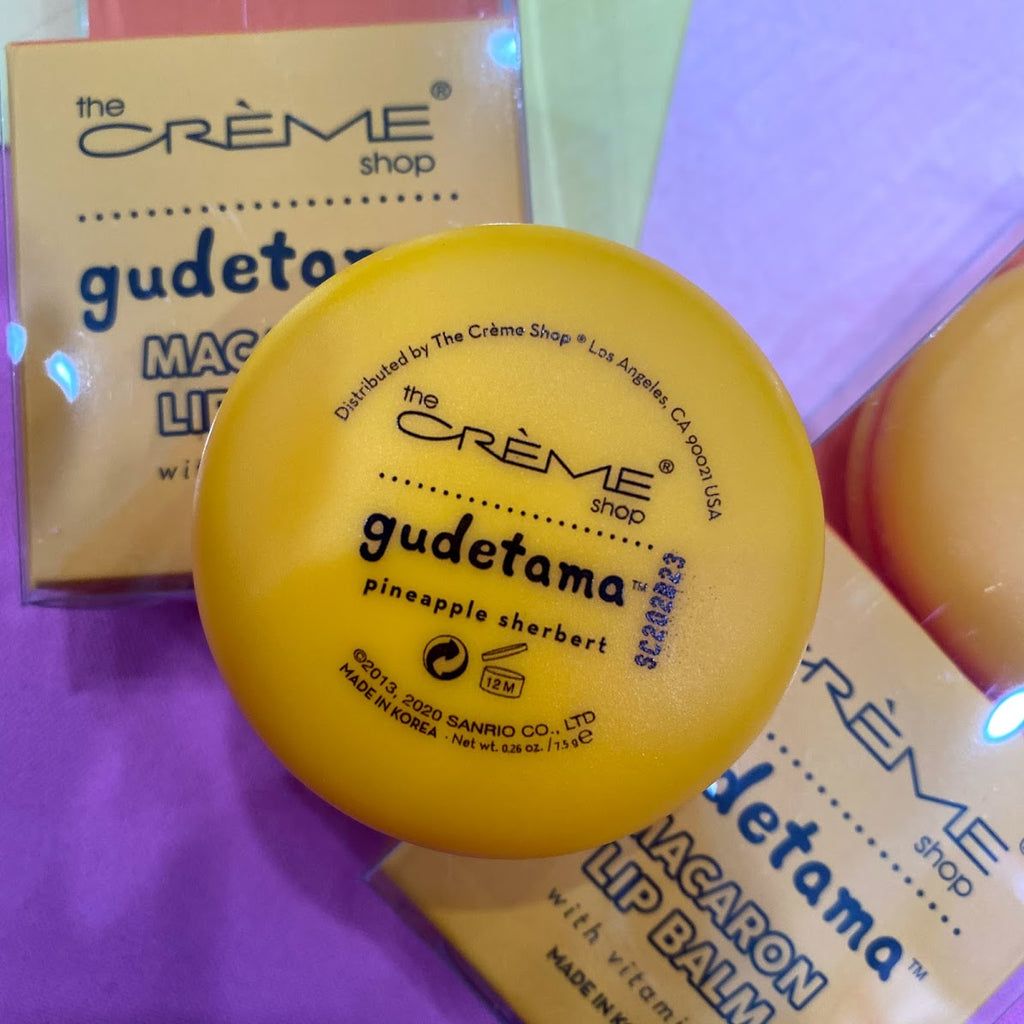 the
CRÈME®
shop
gudeta
MAC
LIP
wi
Distributed by The Crème Shop ® Los Angeles, CA 90021 USA
the
CRÈME®
shop
gudetama™
pineapple sherbert
SC202023
12M
©2013, 2020 SANRIO CO., LTD
MADE IN KOREA · Net wt. 0.26 oz. / 7.5 g ℮
CRÈME
shop
detama™
MACARON
LIP BALM
with vitami
MADE IN K